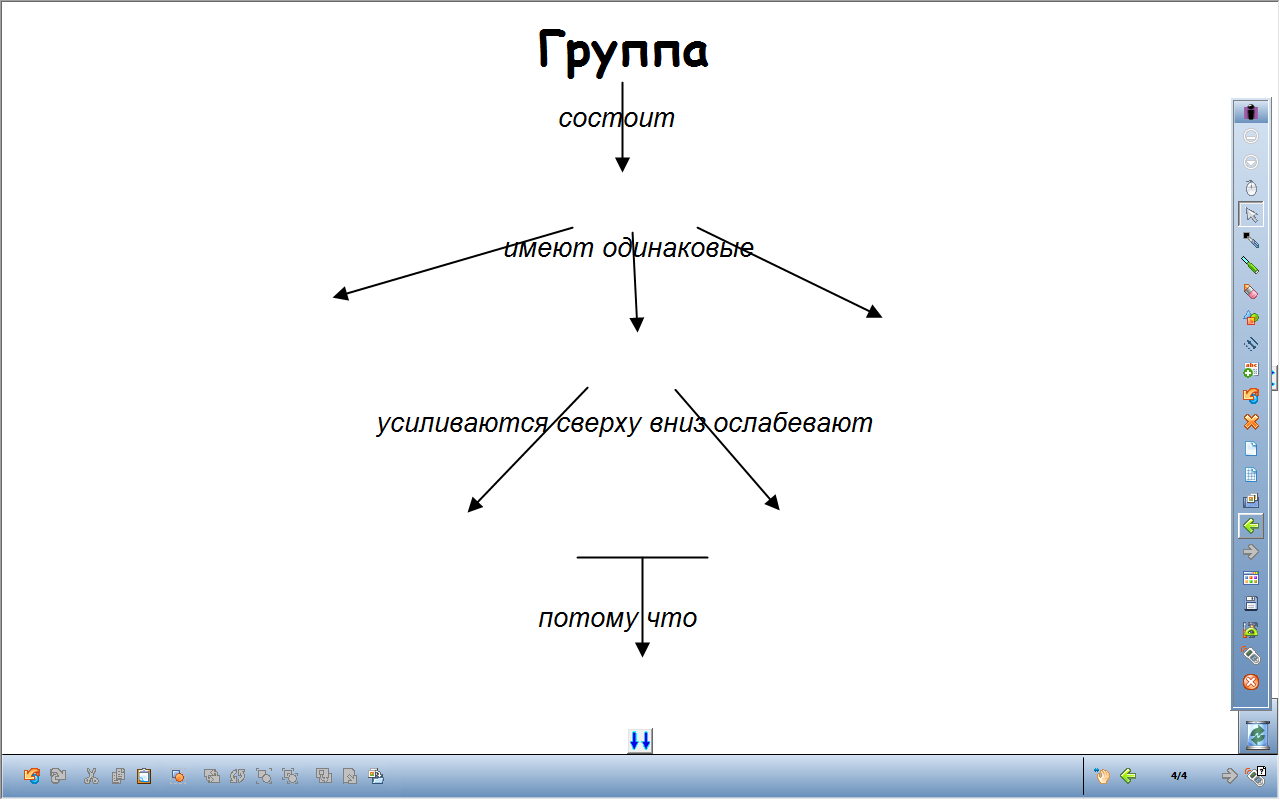 Группа
состоит
имеют одинаковые
усиливаются сверху вниз ослабевают
потому что
4/4